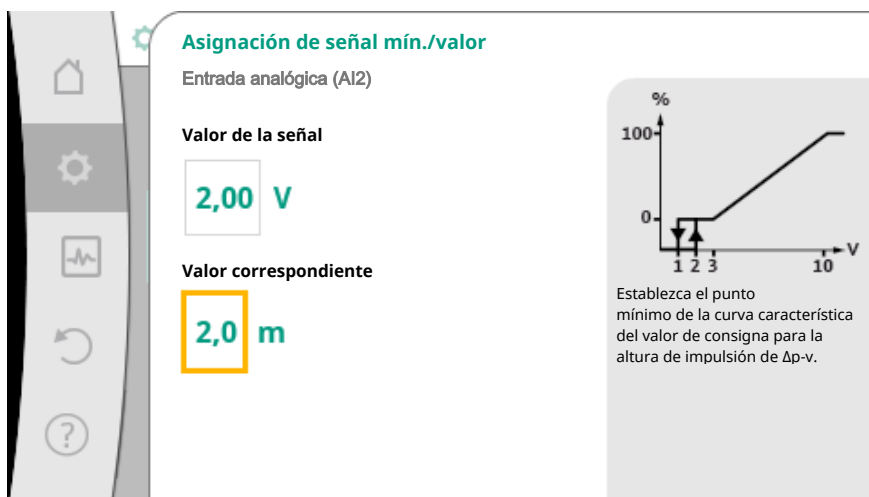 Asignación de señal mín./valor
Entrada analógica (AI2)
Valor de la señal
2,00 V
Valor correspondiente
2,0 m
%
100
0
1 2 3 10 V
Establezca el punto
mínimo de la curva característica
del valor de consigna para la
altura de impulsión de Δp-v.
?